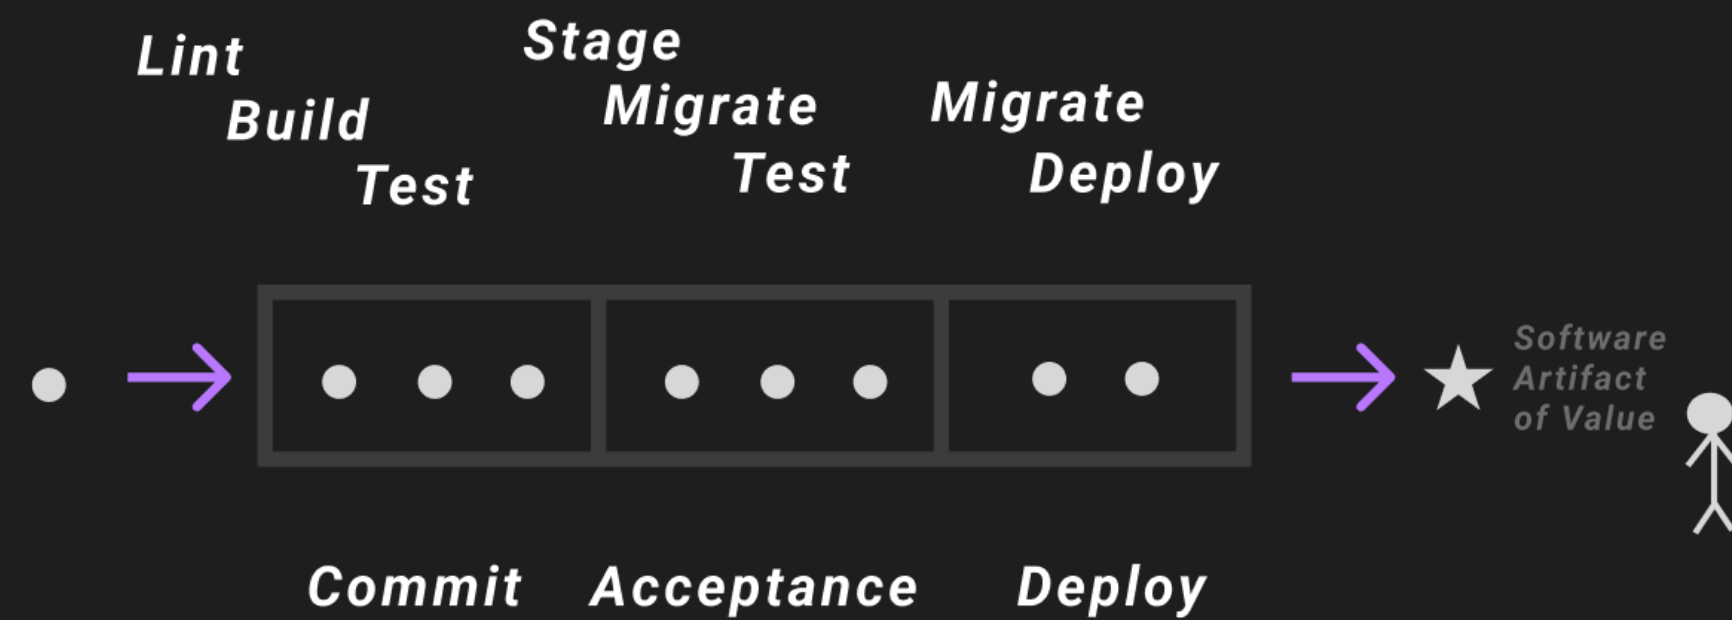 Lint
Build
Test
Stage
Migrate
Test
Migrate
Deploy
Software
Artifact
of Value
Commit
Acceptance
Deploy